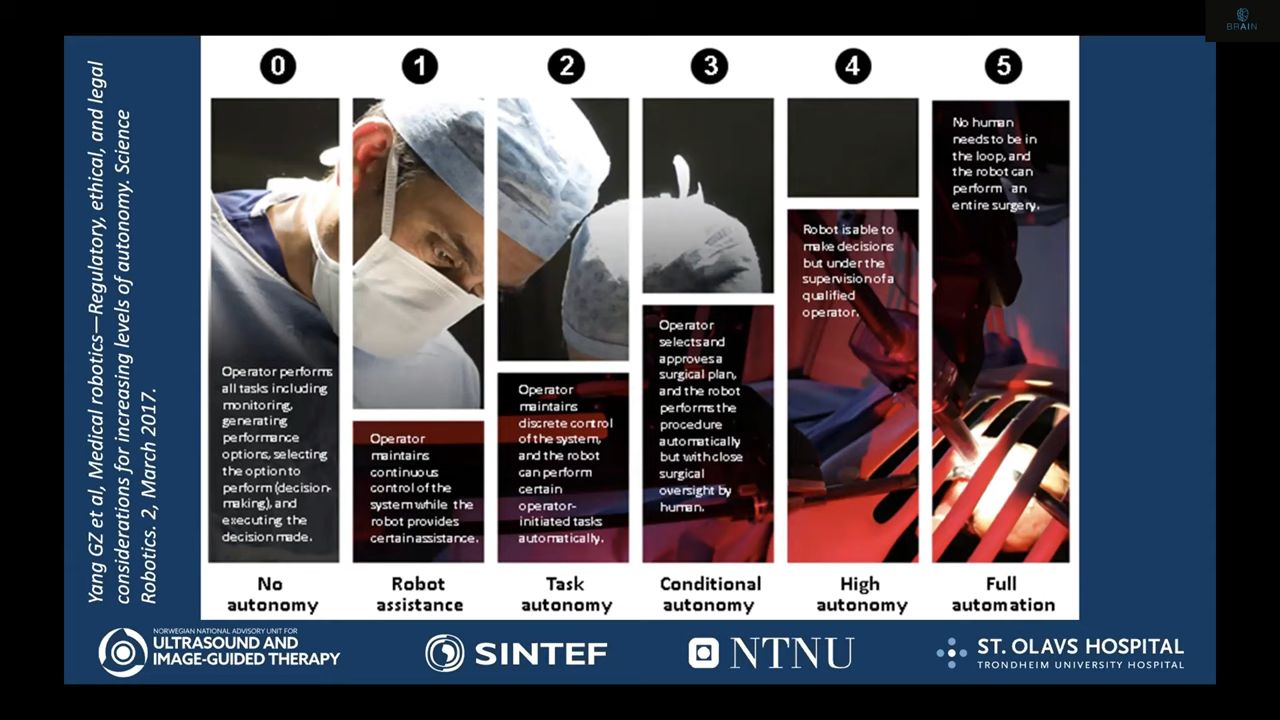 BRAIN
Yang GZ et al, Medical robotics—Regulatory, ethical, and legal
considerations for increasing levels of autonomy. Science
Robotics. 2, March 2017.
0
Operator performs
all tasks including
monitoring,
generating
performance
options, selecting
the option to
perform (decision-
making), and
executing the
decision made.
No
autonomy
1
Operator
maintains
continuous
control of the
system while the
robot provides
certain assistance.
Robot
assistance
2
Operator
maintains
discrete control
of the system,
and the robot
can perform
certain
operator-
initiated tasks
automatically.
Task
autonomy
3
Operator
selects and
approves a
surgical plan,
and the robot
performs the
procedure
automatically
but with close
surgical
oversight by
human.
Conditional
autonomy
4
Robot is able to
make decisions
but under the
supervision of a
qualified
operator.
High
autonomy
5
No human
needs to be in
the loop, and
the robot can
perform an
entire surgery.
Full
automation
NORWEGIAN NATIONAL ADVISORY UNIT FOR
ULTRASOUND AND
IMAGE-GUIDED THERAPY
SINTEF
NTNU
ST. OLAVS HOSPITAL
TRONDHEIM UNIVERSITY HOSPITAL